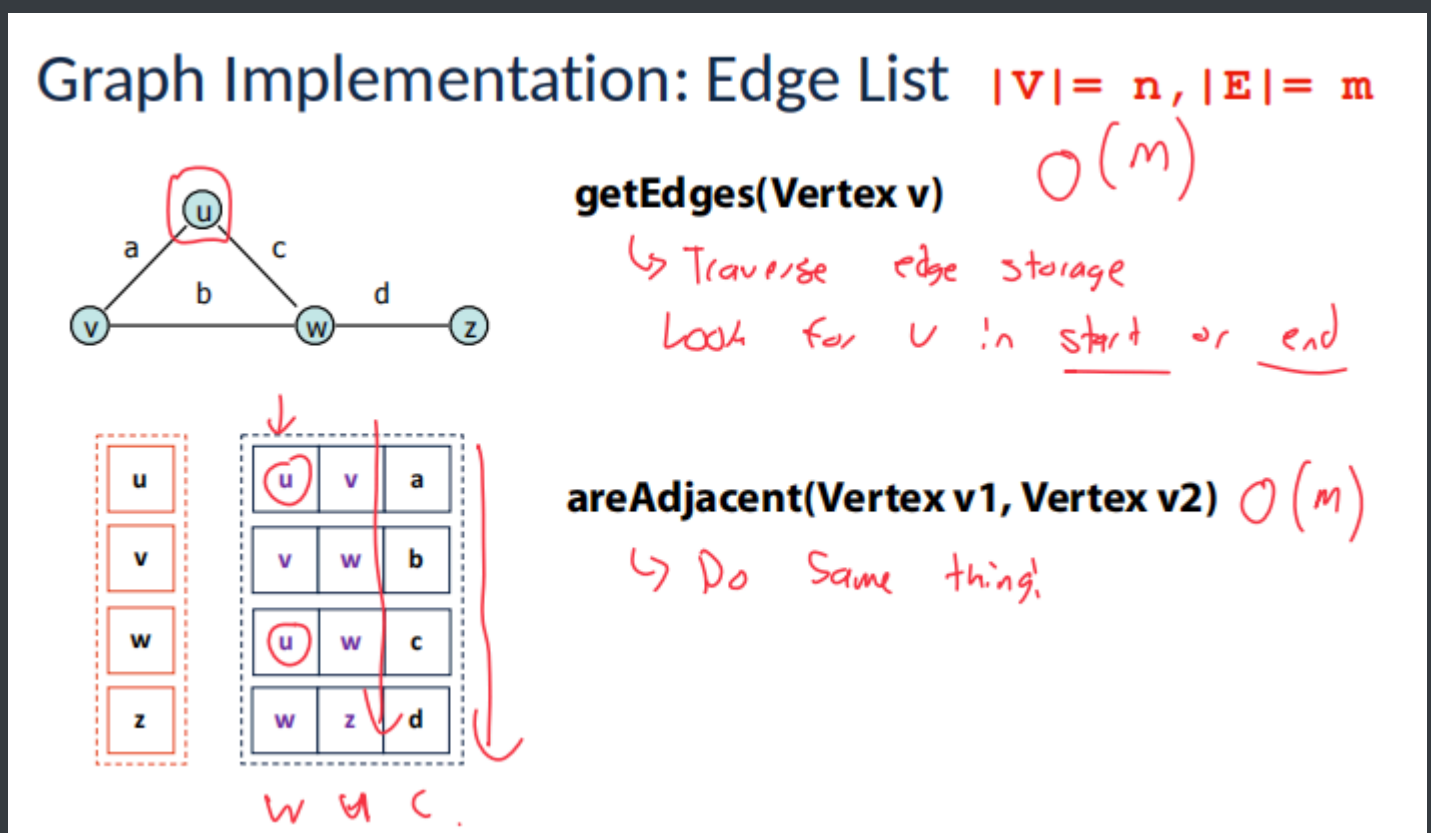 Graph Implementation: Edge List |V|= n,|E|= m
O(m)
getEdges(Vertex v)
↳ Traverse edge storage
Look for v in start or end
u
a
c
b
d
v
w
z
u
v
w
z
u v a
v w b
u w c
w z d
w u c.
areAdjacent(Vertex v1, Vertex v2) O(m)
↳ Do Same thing!